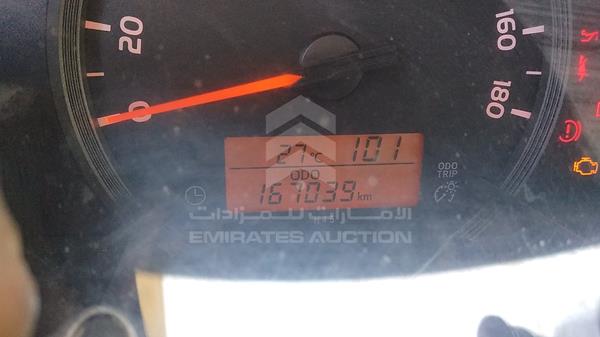 20
160
0
180
27°C 101
ODO
167039 km
ODO
TRIP
الإمارات للمزادات
EMIRATES AUCTION